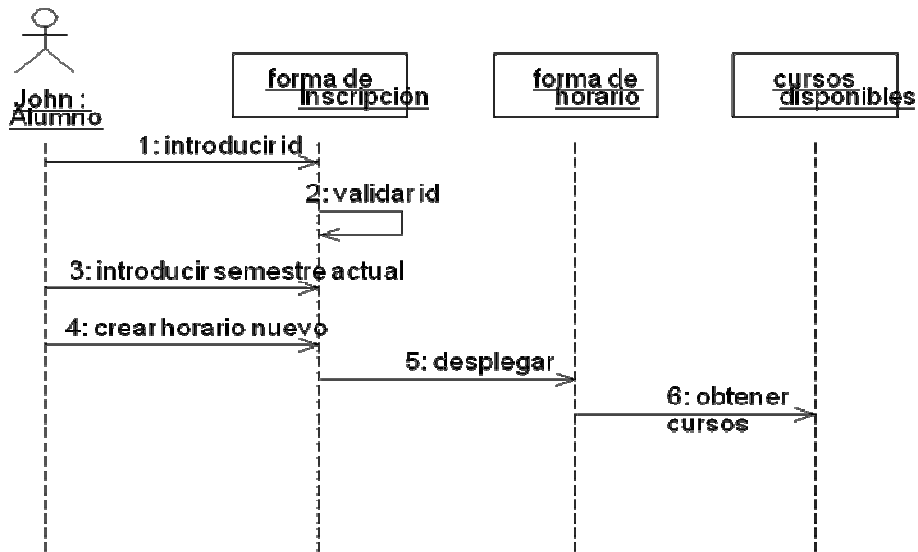 John :
Alumno
forma de
Inscripción
forma de
horario
cursos
disponibles
1: introducir id
2: validar id
3: introducir semestre actual
4: crear horario nuevo
5: desplegar
6: obtener
cursos